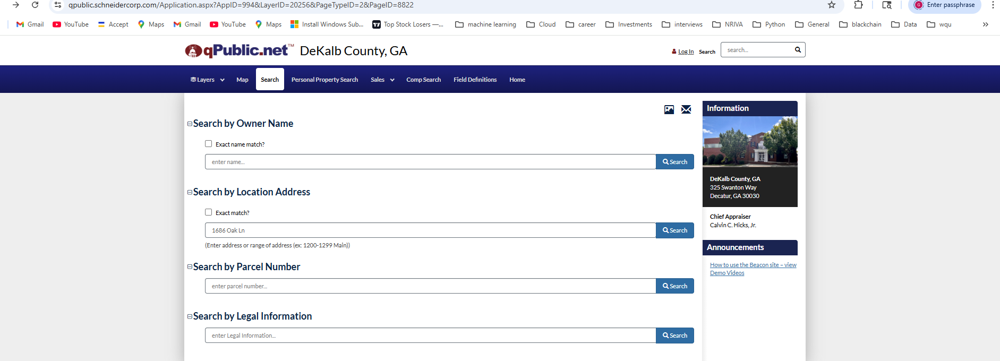 qpublic.schneidercorp.com/Application.aspx?AppID=994&LayerID=20256&PageTypeID=2&PageID=8822
G Enter passphrase
Gmail YouTube Accept Maps Gmail YouTube Maps Install Windows Sub... Top Stock Losers —... machine learning Cloud career Investments interviews NRIVA Python General blackchain Data wqu »
qPublic.net™ DeKalb County, GA
Log In Search search...
Layers Map Search Personal Property Search Sales Comp Search Field Definitions Home
Search by Owner Name
Exact name match?
enter name... Search
Search by Location Address
Exact match?
1686 Oak Ln Search
(Enter address or range of address (ex: 1200-1299 Main))
Search by Parcel Number
enter parcel number... Search
Search by Legal Information
enter Legal Information... Search
Information
DeKalb County, GA
325 Swanton Way
Decatur, GA 30030
Chief Appraiser
Calvin C. Hicks, Jr.
Announcements
How to use the Beacon site – view
Demo Videos